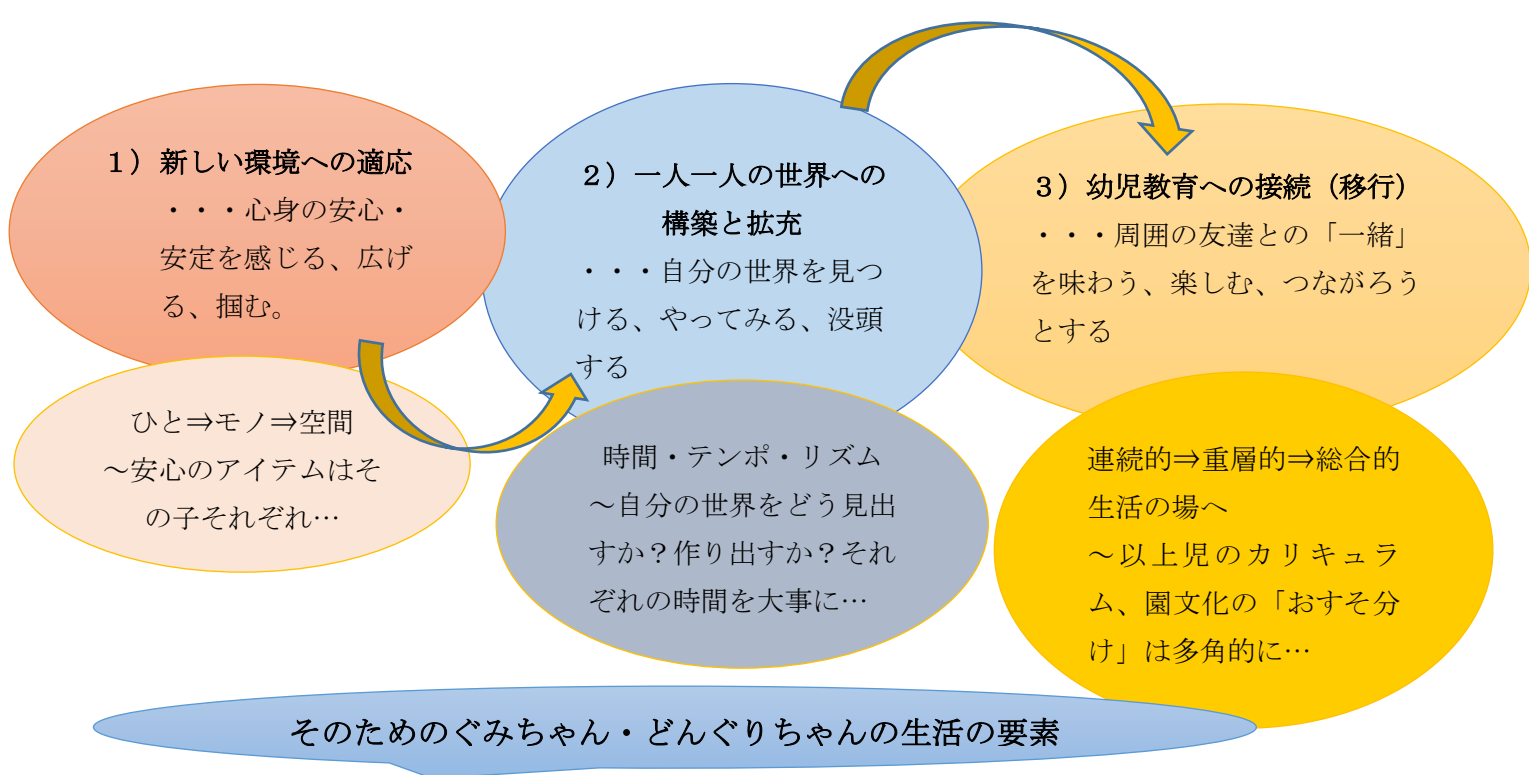 １）新しい環境への適応
・・・心身の安心・
安定を感じる、広げ
る、掴む。
ひと⇒モノ⇒空間
～安心のアイテムはそ
の子それぞれ…
２）一人一人の世界への
構築と拡充
・・・自分の世界を見つ
ける、やってみる、没頭
する
時間・テンポ・リズム
～自分の世界をどう見出
すか？作り出すか？それ
ぞれの時間を大事に…
３）幼児教育への接続（移行）
・・・周囲の友達との「一緒」
を味わう、楽しむ、つながろう
とする
連続的⇒重層的⇒総合的
生活の場へ
～以上児のカリキュラ
ム、園文化の「おすそ分
け」は多角的に…
そのためのぐみちゃん・どんぐりちゃんの生活の要素